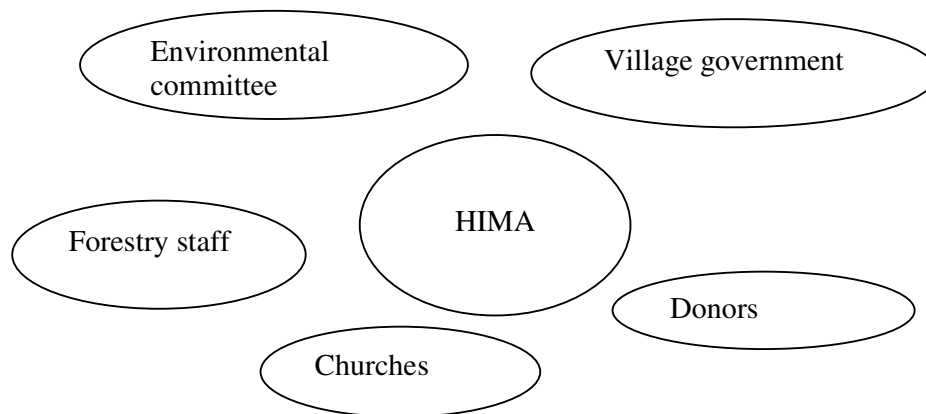 Environmental
committee
Village government
HIMA
Forestry staff
Donors
Churches